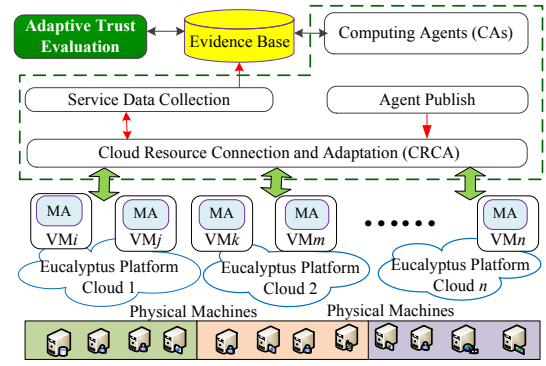 Adaptive Trust
Evaluation
Evidence Base
Computing Agents (CAs)
Service Data Collection
Agent Publish
Cloud Resource Connection and Adaptation (CRCA)
MA
VMi
MA
VMj
MA
VMk
MA
VMm
MA
VMn
Eucalyptus Platform
Cloud 1
Eucalyptus Platform
Cloud 2
Eucalyptus Platform
Cloud n
Physical Machines
Physical Machines